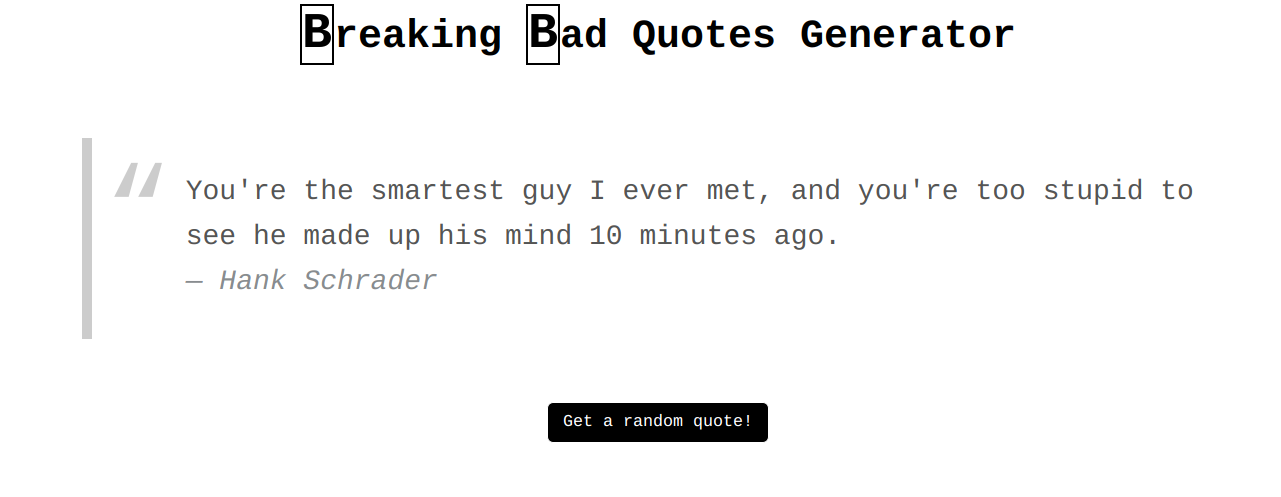 Breaking Bad Quotes Generator
“ You're the smartest guy I ever met, and you're too stupid to
see he made up his mind 10 minutes ago.
— Hank Schrader
Get a random quote!